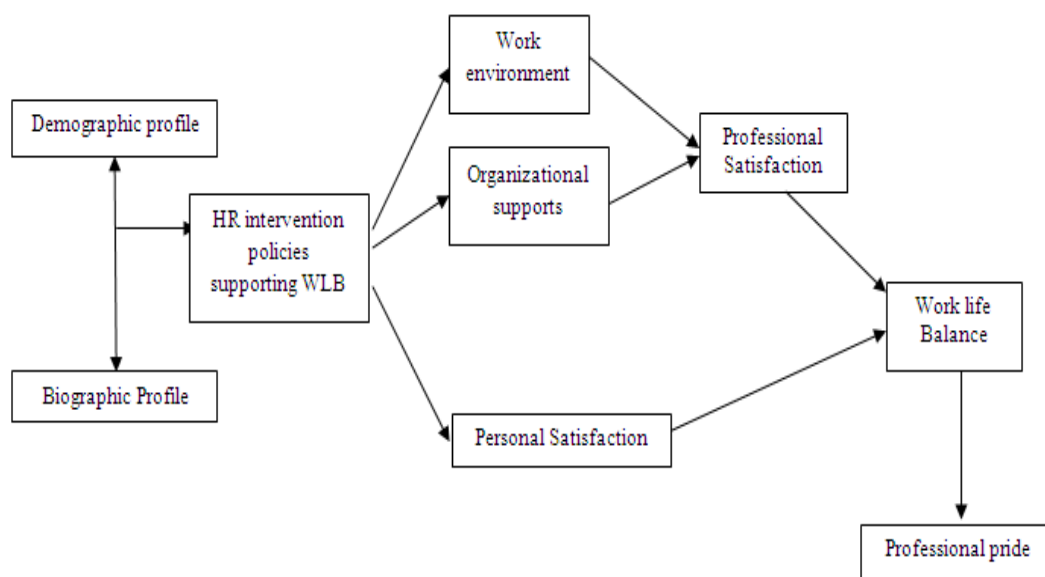 Demographic profile
Biographic Profile
HR intervention
policies
supporting WLB
Work
environment
Organizational
supports
Personal Satisfaction
Professional
Satisfaction
Work life
Balance
Professional pride